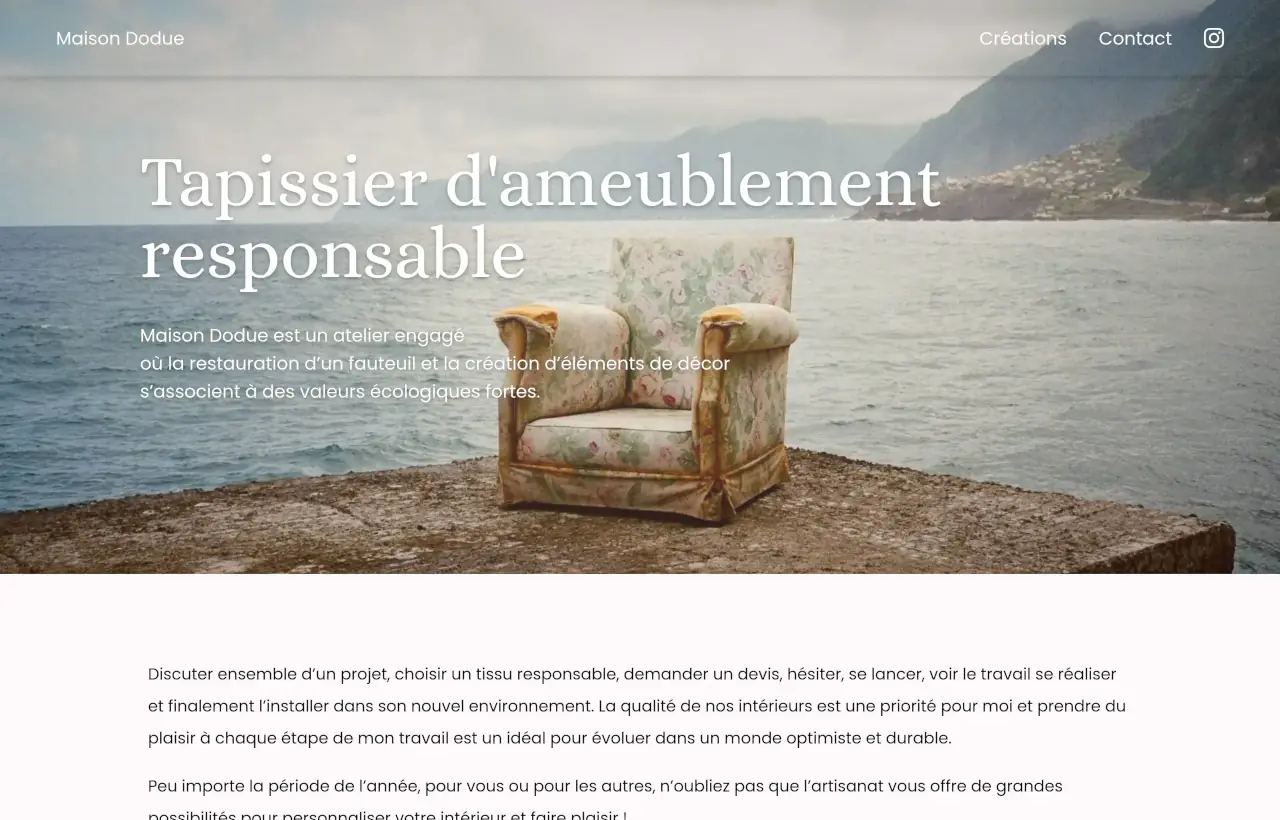 Maison Dodue
Créations
Contact
Tapissier d'ameublement
responsable
Maison Dodue est un atelier engagé
où la restauration d’un fauteuil et la création d’éléments de décor
s’associent à des valeurs écologiques fortes.
Discuter ensemble d’un projet, choisir un tissu responsable, demander un devis, hésiter, se lancer, voir le travail se réaliser
et finalement l’installer dans son nouvel environnement. La qualité de nos intérieurs est une priorité pour moi et prendre du
plaisir à chaque étape de mon travail est un idéal pour évoluer dans un monde optimiste et durable.
Peu importe la période de l’année, pour vous ou pour les autres, n’oubliez pas que l’artisanat vous offre de grandes
possibilités pour personnaliser votre intérieur et faire plaisir !